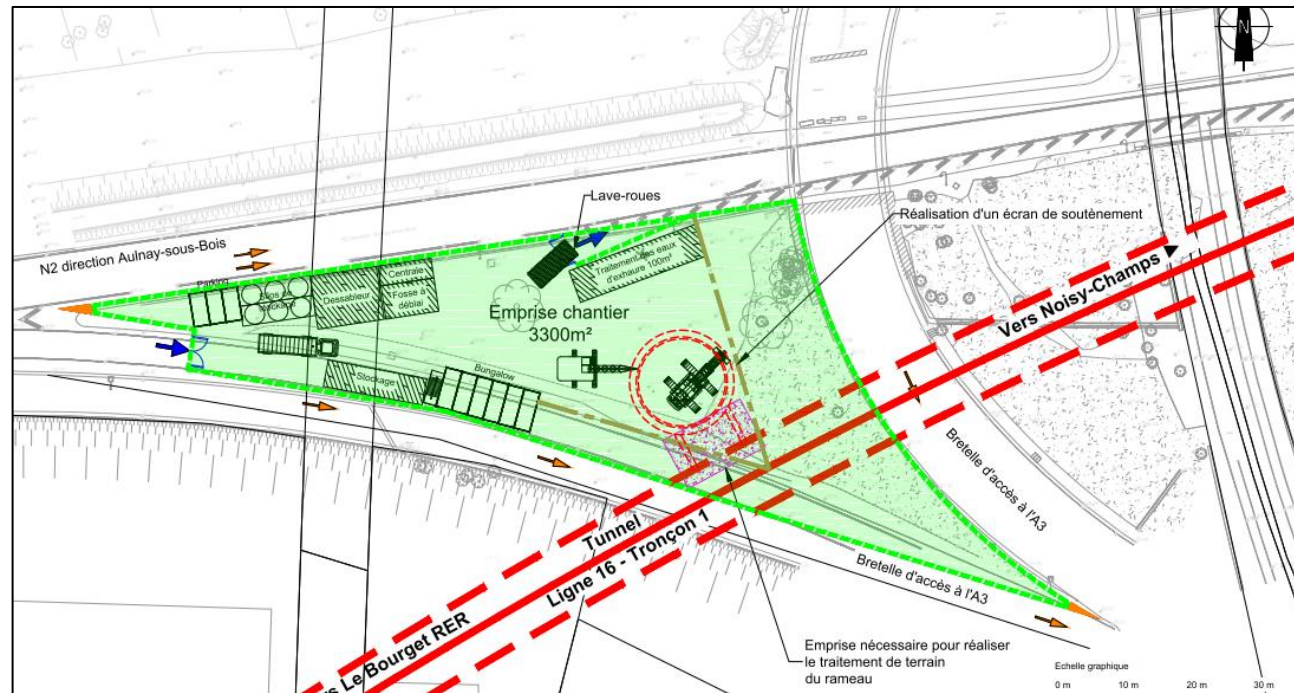 N
Lave-roues
Réalisation d'un écran de soutènement
N2 direction Aulnay-sous-Bois
Parking
Silos de
stockage
Dessableur
Centrale
Fosse à
déblai
Traitement des eaux
d'exhaure 100m²
Emprise chantier
3300m²
Vers Noisy-Champs
Stockage
Bungalow
Bretelle d'accès à l'A3
Tunnel
Ligne 16 - Tronçon 1
Bretelle d'accès à l'A3
Le Bourget RER
Emprise nécessaire pour réaliser
le traitement de terrain
du rameau
Echelle graphique
0 m 10 m 20 m 30 m